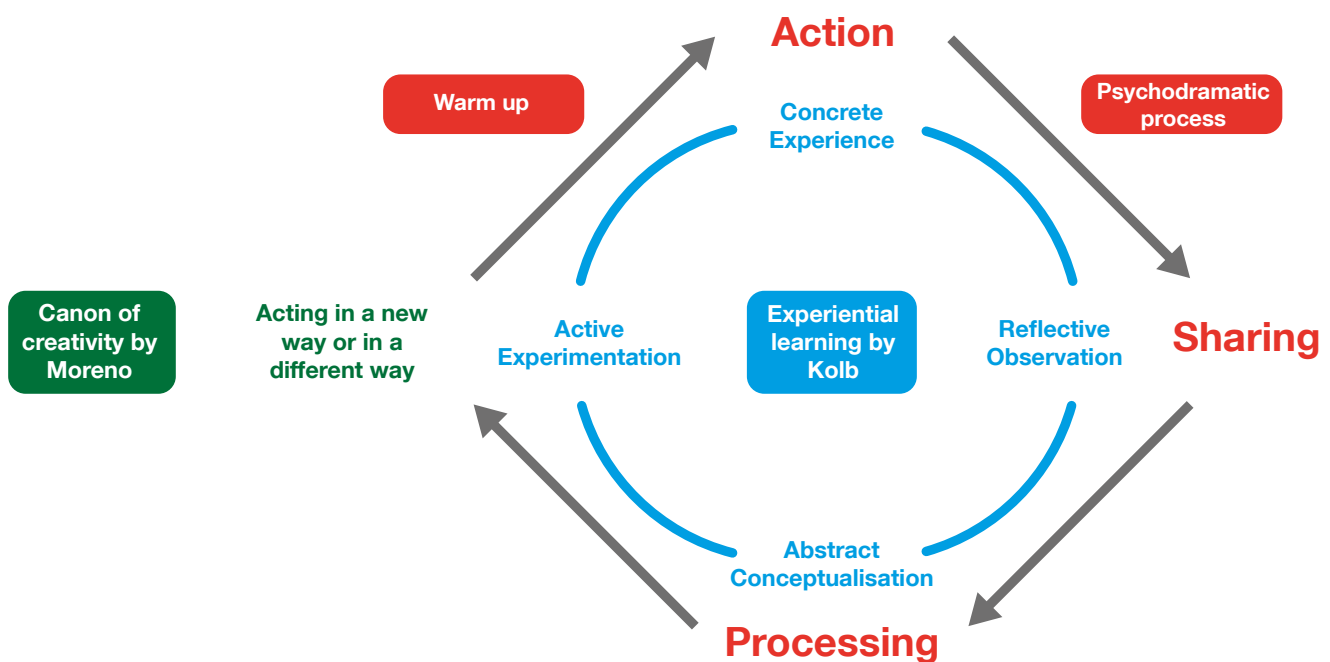 Action
Warm up
Psychodramatic
process
Concrete
Experience
Canon of
creativity by
Moreno
Acting in a new
way or in a
different way
Active
Experimentation
Experiential
learning by
Kolb
Reflective
Observation
Sharing
Abstract
Conceptualisation
Processing